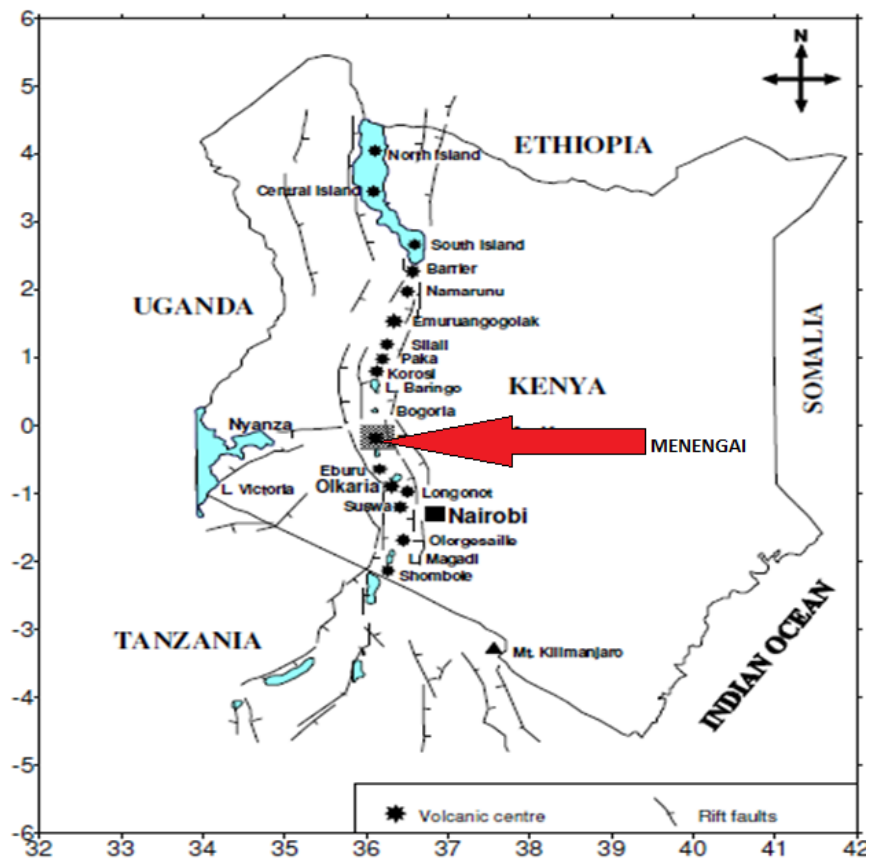 6
5
4
3
2
1
0
-1
-2
-3
-4
-5
-6
32
33
34
35
36
37
38
39
40
41
42
N
ETHIOPIA
North Island
Central Island
South Island
Barrier
UGANDA
Namarunu
Emuruangogolak
SOMALIA
Silali
Paka
Korosi
KENYA
L. Baringo
Bogoria
Nyanza
MENENGAI
Eburu
L. Victoria
Olkaria
Longonot
Suswa
Nairobi
Olorgesailie
L. Magadi
Shombole
TANZANIA
Mt. Kilimanjaro
INDIAN OCEAN
Volcanic centre
Rift faults